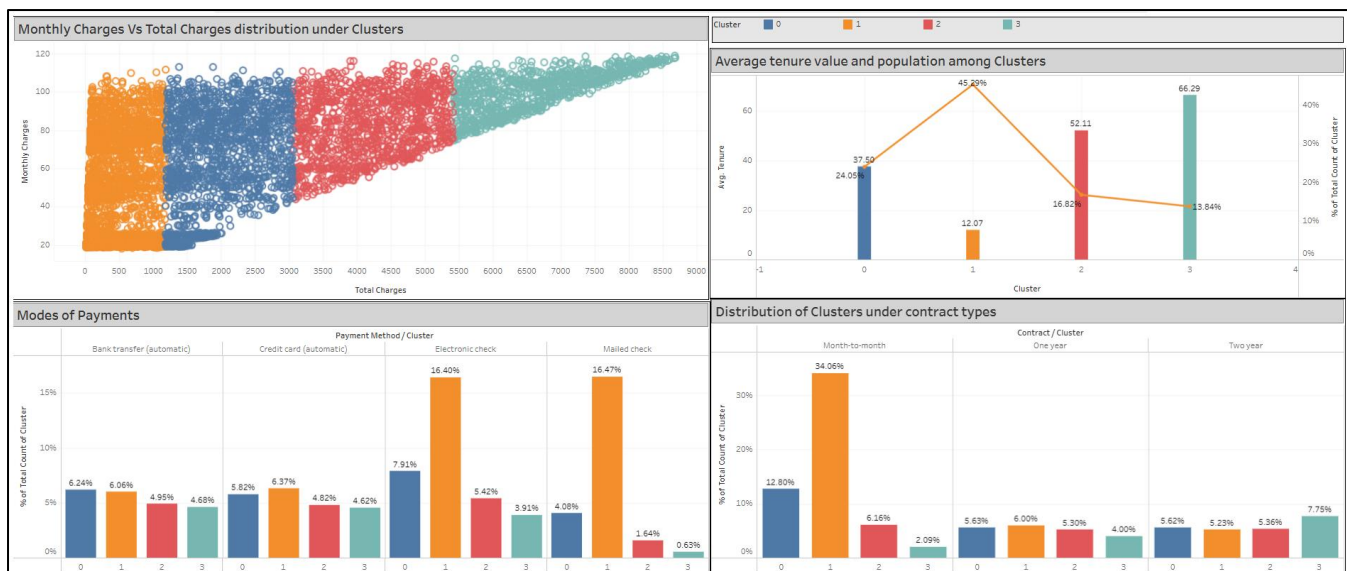 Monthly Charges Vs Total Charges distribution under Clusters
120
100
80
60
40
20
Monthly Charges
0 500 1000 1500 2000 2500 3000 3500 4000 4500 5000 5500 6000 6500 7000 7500 8000 8500 9000
Total Charges
Cluster 0 1 2 3
Average tenure value and population among Clusters
60
40
20
0
Avg. Tenure
37.50
24.05%
45.29%
12.07
52.11
16.82%
66.29
13.84%
40%
30%
20%
10%
0%
% of Total Count of Cluster
-1 0 1 2 3 4
Cluster
Modes of Payments
Payment Method / Cluster
Bank transfer (automatic) Credit card (automatic) Electronic check Mailed check
15%
10%
5%
0%
% of Total Count of Cluster
6.24% 6.06% 4.95% 4.68% 5.82% 6.37% 4.82% 4.62% 7.91% 16.40% 5.42% 3.91% 4.08% 16.47% 1.64% 0.63%
0 1 2 3 0 1 2 3 0 1 2 3 0 1 2 3
Distribution of Clusters under contract types
Contract / Cluster
Month-to-month One year Two year
30%
20%
10%
0%
% of Total Count of Cluster
12.80% 34.06% 6.16% 2.09% 5.63% 6.00% 5.30% 4.00% 5.62% 5.23% 5.36% 7.75%
0 1 2 3 0 1 2 3 0 1 2 3